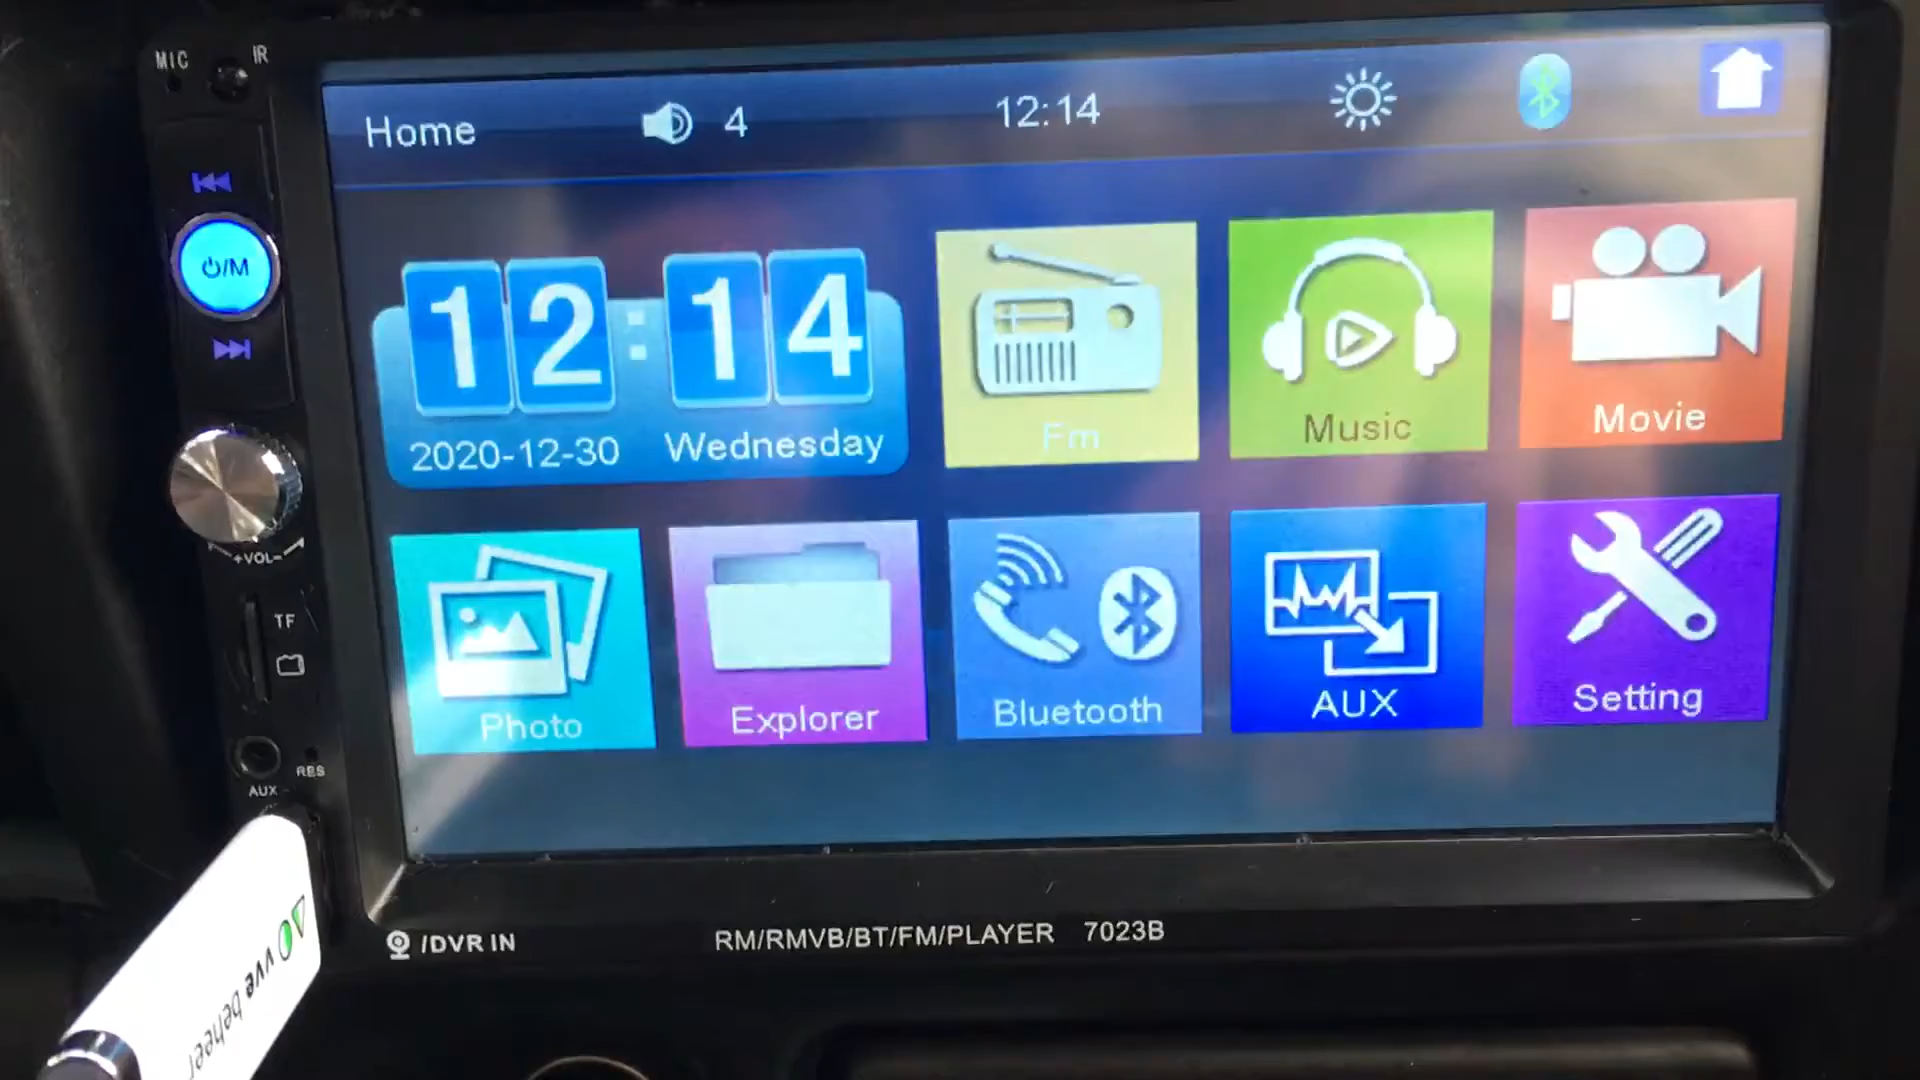 MIC
IR
Home
4
12:14
⏻/M
12:14
2020-12-30
Wednesday
Fm
Music
Movie
+VOL-
TF
Photo
Explorer
Bluetooth
AUX
Setting
RES
AUX
/DVR IN
RM/RMVB/BT/FM/PLAYER 7023B
vve beheer